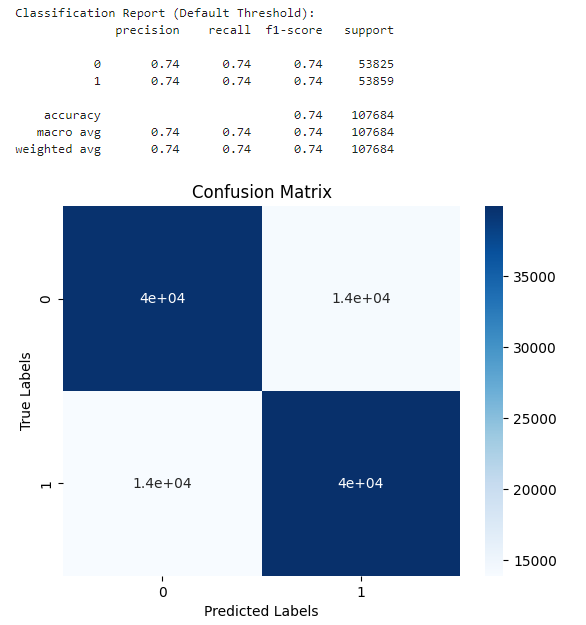 Classification Report (Default Threshold):
precision recall f1-score support
0 0.74 0.74 0.74 53825
1 0.74 0.74 0.74 53859
accuracy 0.74 107684
macro avg 0.74 0.74 0.74 107684
weighted avg 0.74 0.74 0.74 107684
Confusion Matrix
True Labels
0
1
4e+04
1.4e+04
1.4e+04
4e+04
0
1
Predicted Labels
35000
30000
25000
20000
15000